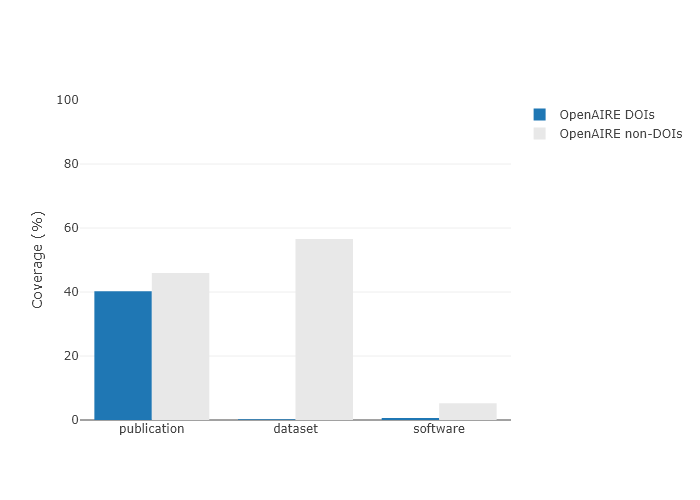 100
80
60
40
20
0
Coverage (%)
publication
dataset
software
OpenAIRE DOIs
OpenAIRE non-DOIs